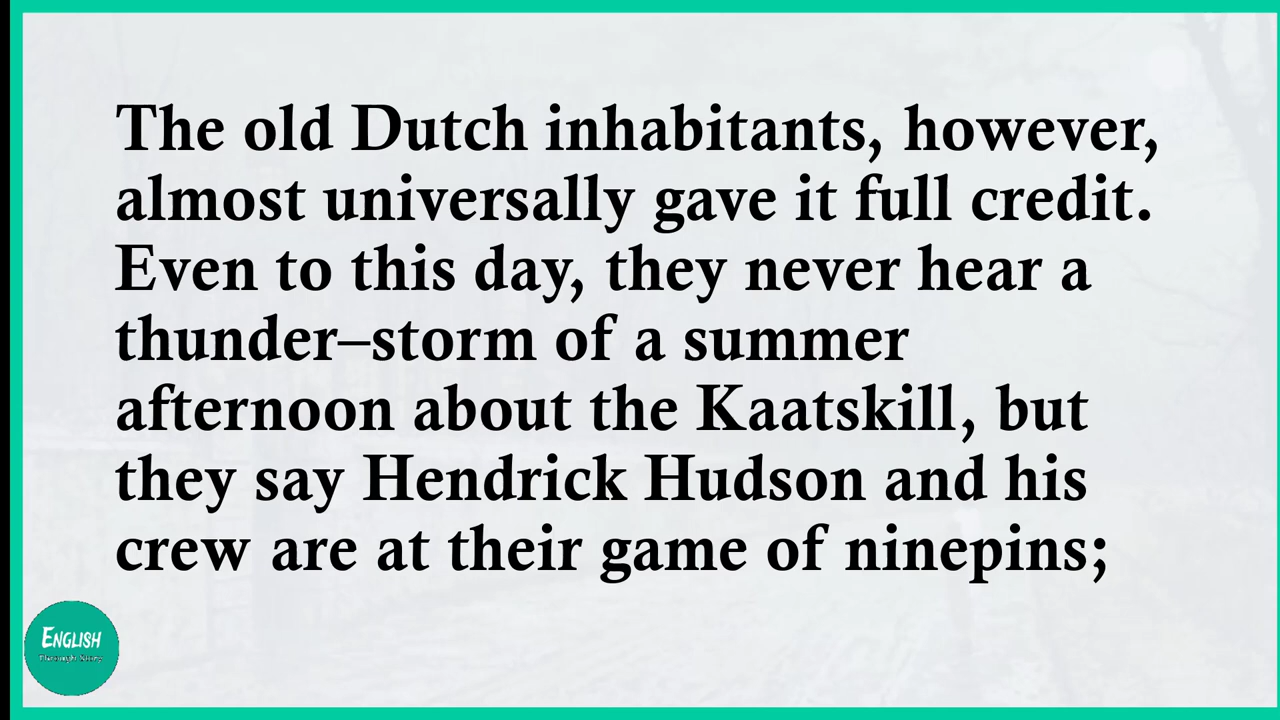 The old Dutch inhabitants, however,
almost universally gave it full credit.
Even to this day, they never hear a
thunder–storm of a summer
afternoon about the Kaatskill, but
they say Hendrick Hudson and his
crew are at their game of ninepins;
ENGLISH
Through Story